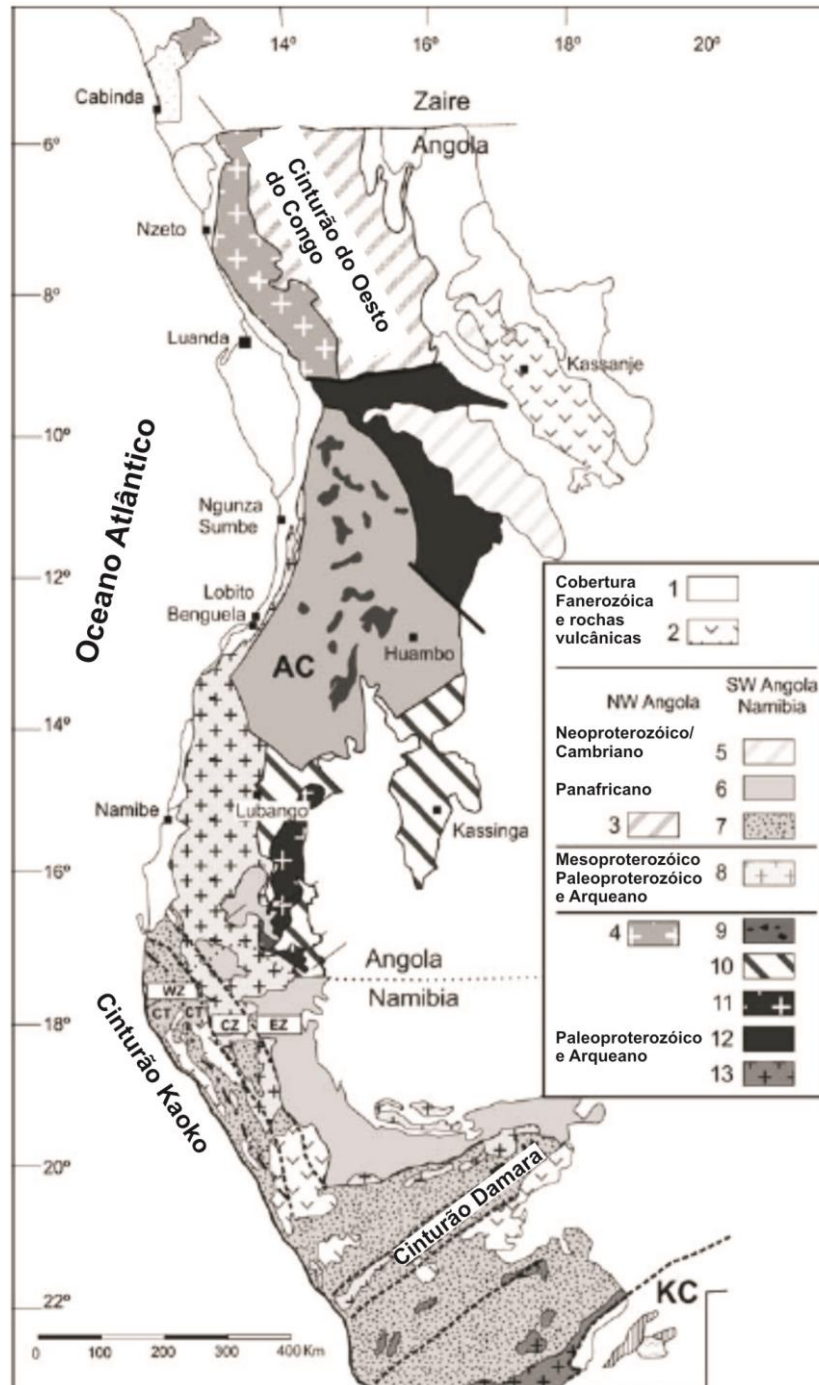 14º 16º 18º 20º
Cabinda
Zaire
6º
Angola
Cinturão do Oesto
do Congo
Nzeto
8º
Luanda
Kassanje
10º
Oceano Atlântico
Ngunza
Sumbe
12º
Lobito
Benguela
AC
Huambo
14º
Namibe
Lubango
Kassinga
16º
Angola
Namibia
WZ
CT CT CZ EZ
18º
Cinturão Kaoko
20º
Cinturão Damara
22º
KC
0 100 200 300 400 Km
Cobertura
Fanerozóica
e rochas
vulcânicas
1
2
NW Angola
SW Angola
Namibia
Neoproterozóico/
Cambriano
5
Panafricano
6
3
7
Mesoproterozóico
Paleoproterozóico
e Arqueano
8
4
9
10
11
Paleoproterozóico
e Arqueano
12
13